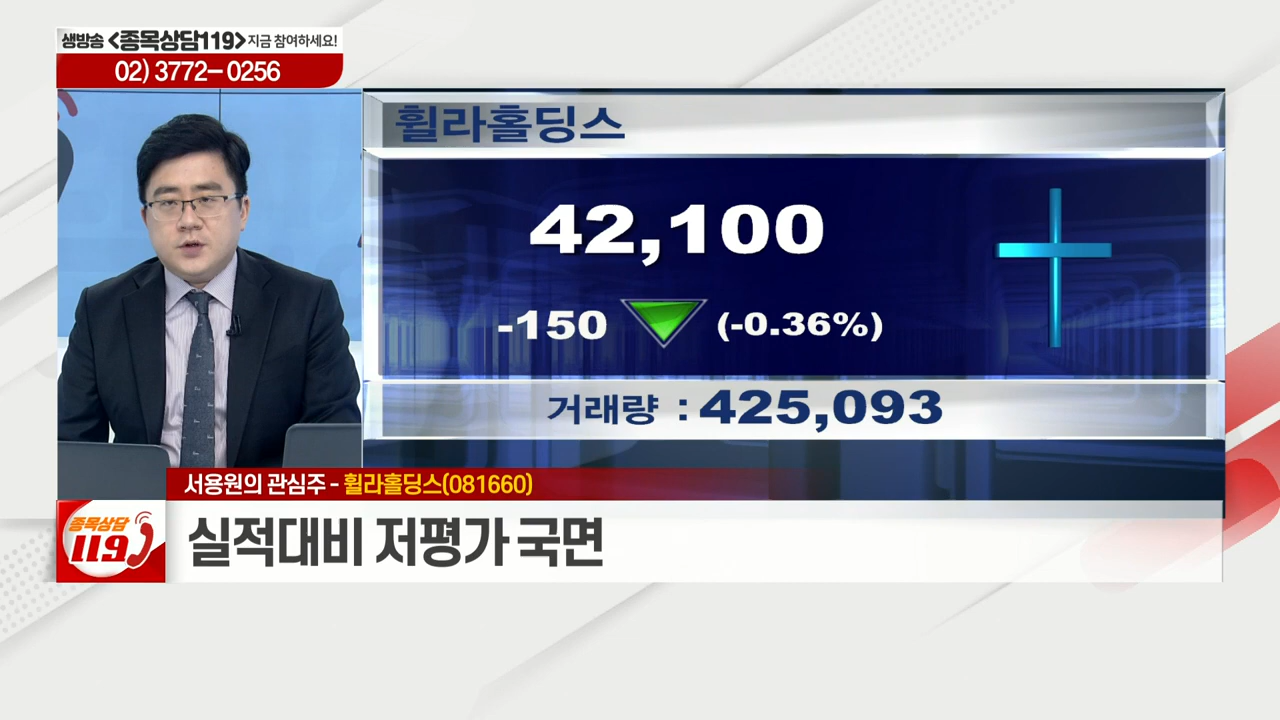 생방송 <종목상담119> 지금 참여하세요!
02) 3772-0256
휠라홀딩스
42,100
-150 (-0.36%)
거래량 : 425,093
서용원의 관심주 - 휠라홀딩스(081660)
종목상담
119
실적대비 저평가 국면